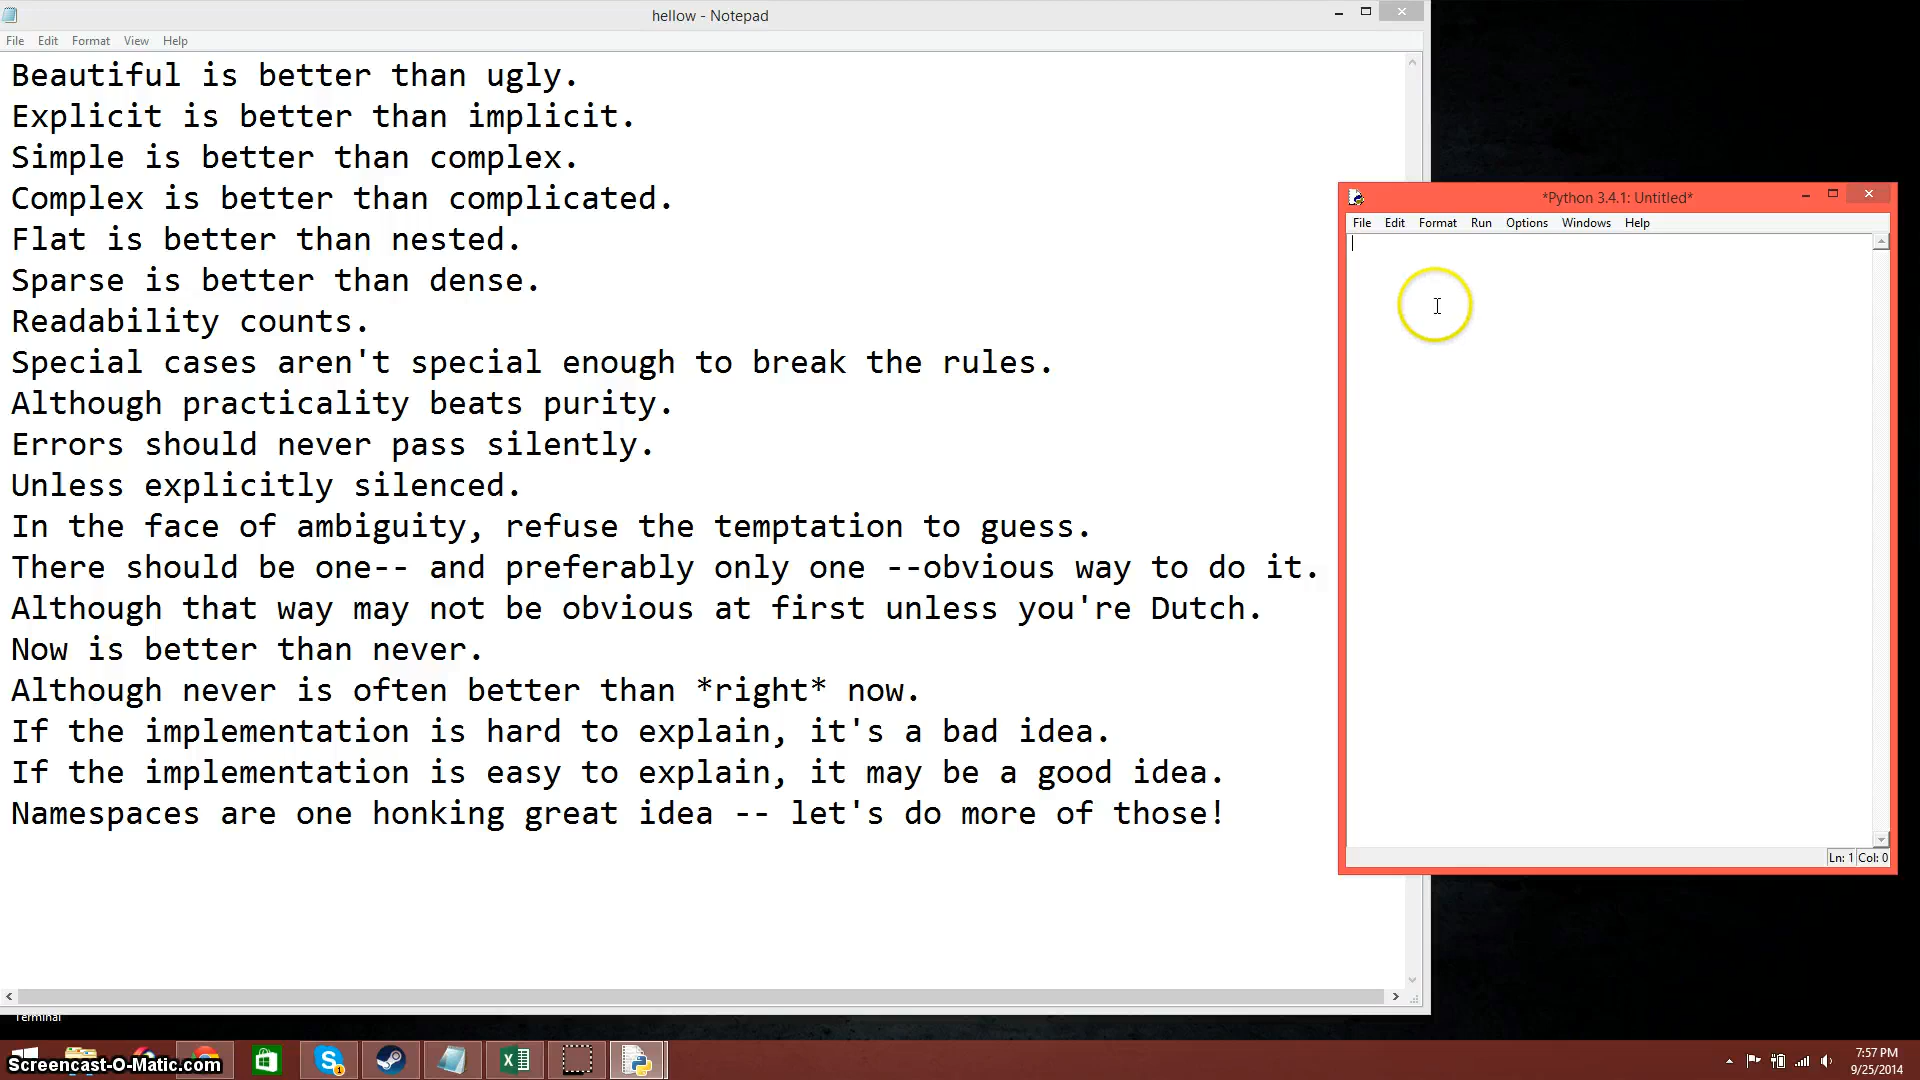 hellow - Notepad
File Edit Format View Help
Beautiful is better than ugly.
Explicit is better than implicit.
Simple is better than complex.
Complex is better than complicated.
Flat is better than nested.
Sparse is better than dense.
Readability counts.
Special cases aren't special enough to break the rules.
Although practicality beats purity.
Errors should never pass silently.
Unless explicitly silenced.
In the face of ambiguity, refuse the temptation to guess.
There should be one-- and preferably only one --obvious way to do it.
Although that way may not be obvious at first unless you're Dutch.
Now is better than never.
Although never is often better than *right* now.
If the implementation is hard to explain, it's a bad idea.
If the implementation is easy to explain, it may be a good idea.
Namespaces are one honking great idea -- let's do more of those!
*Python 3.4.1: Untitled*
File Edit Format Run Options Windows Help
Ln: 1 Col: 0
Terminal
Screencast-O-Matic.com
1
7:57 PM
9/25/2014